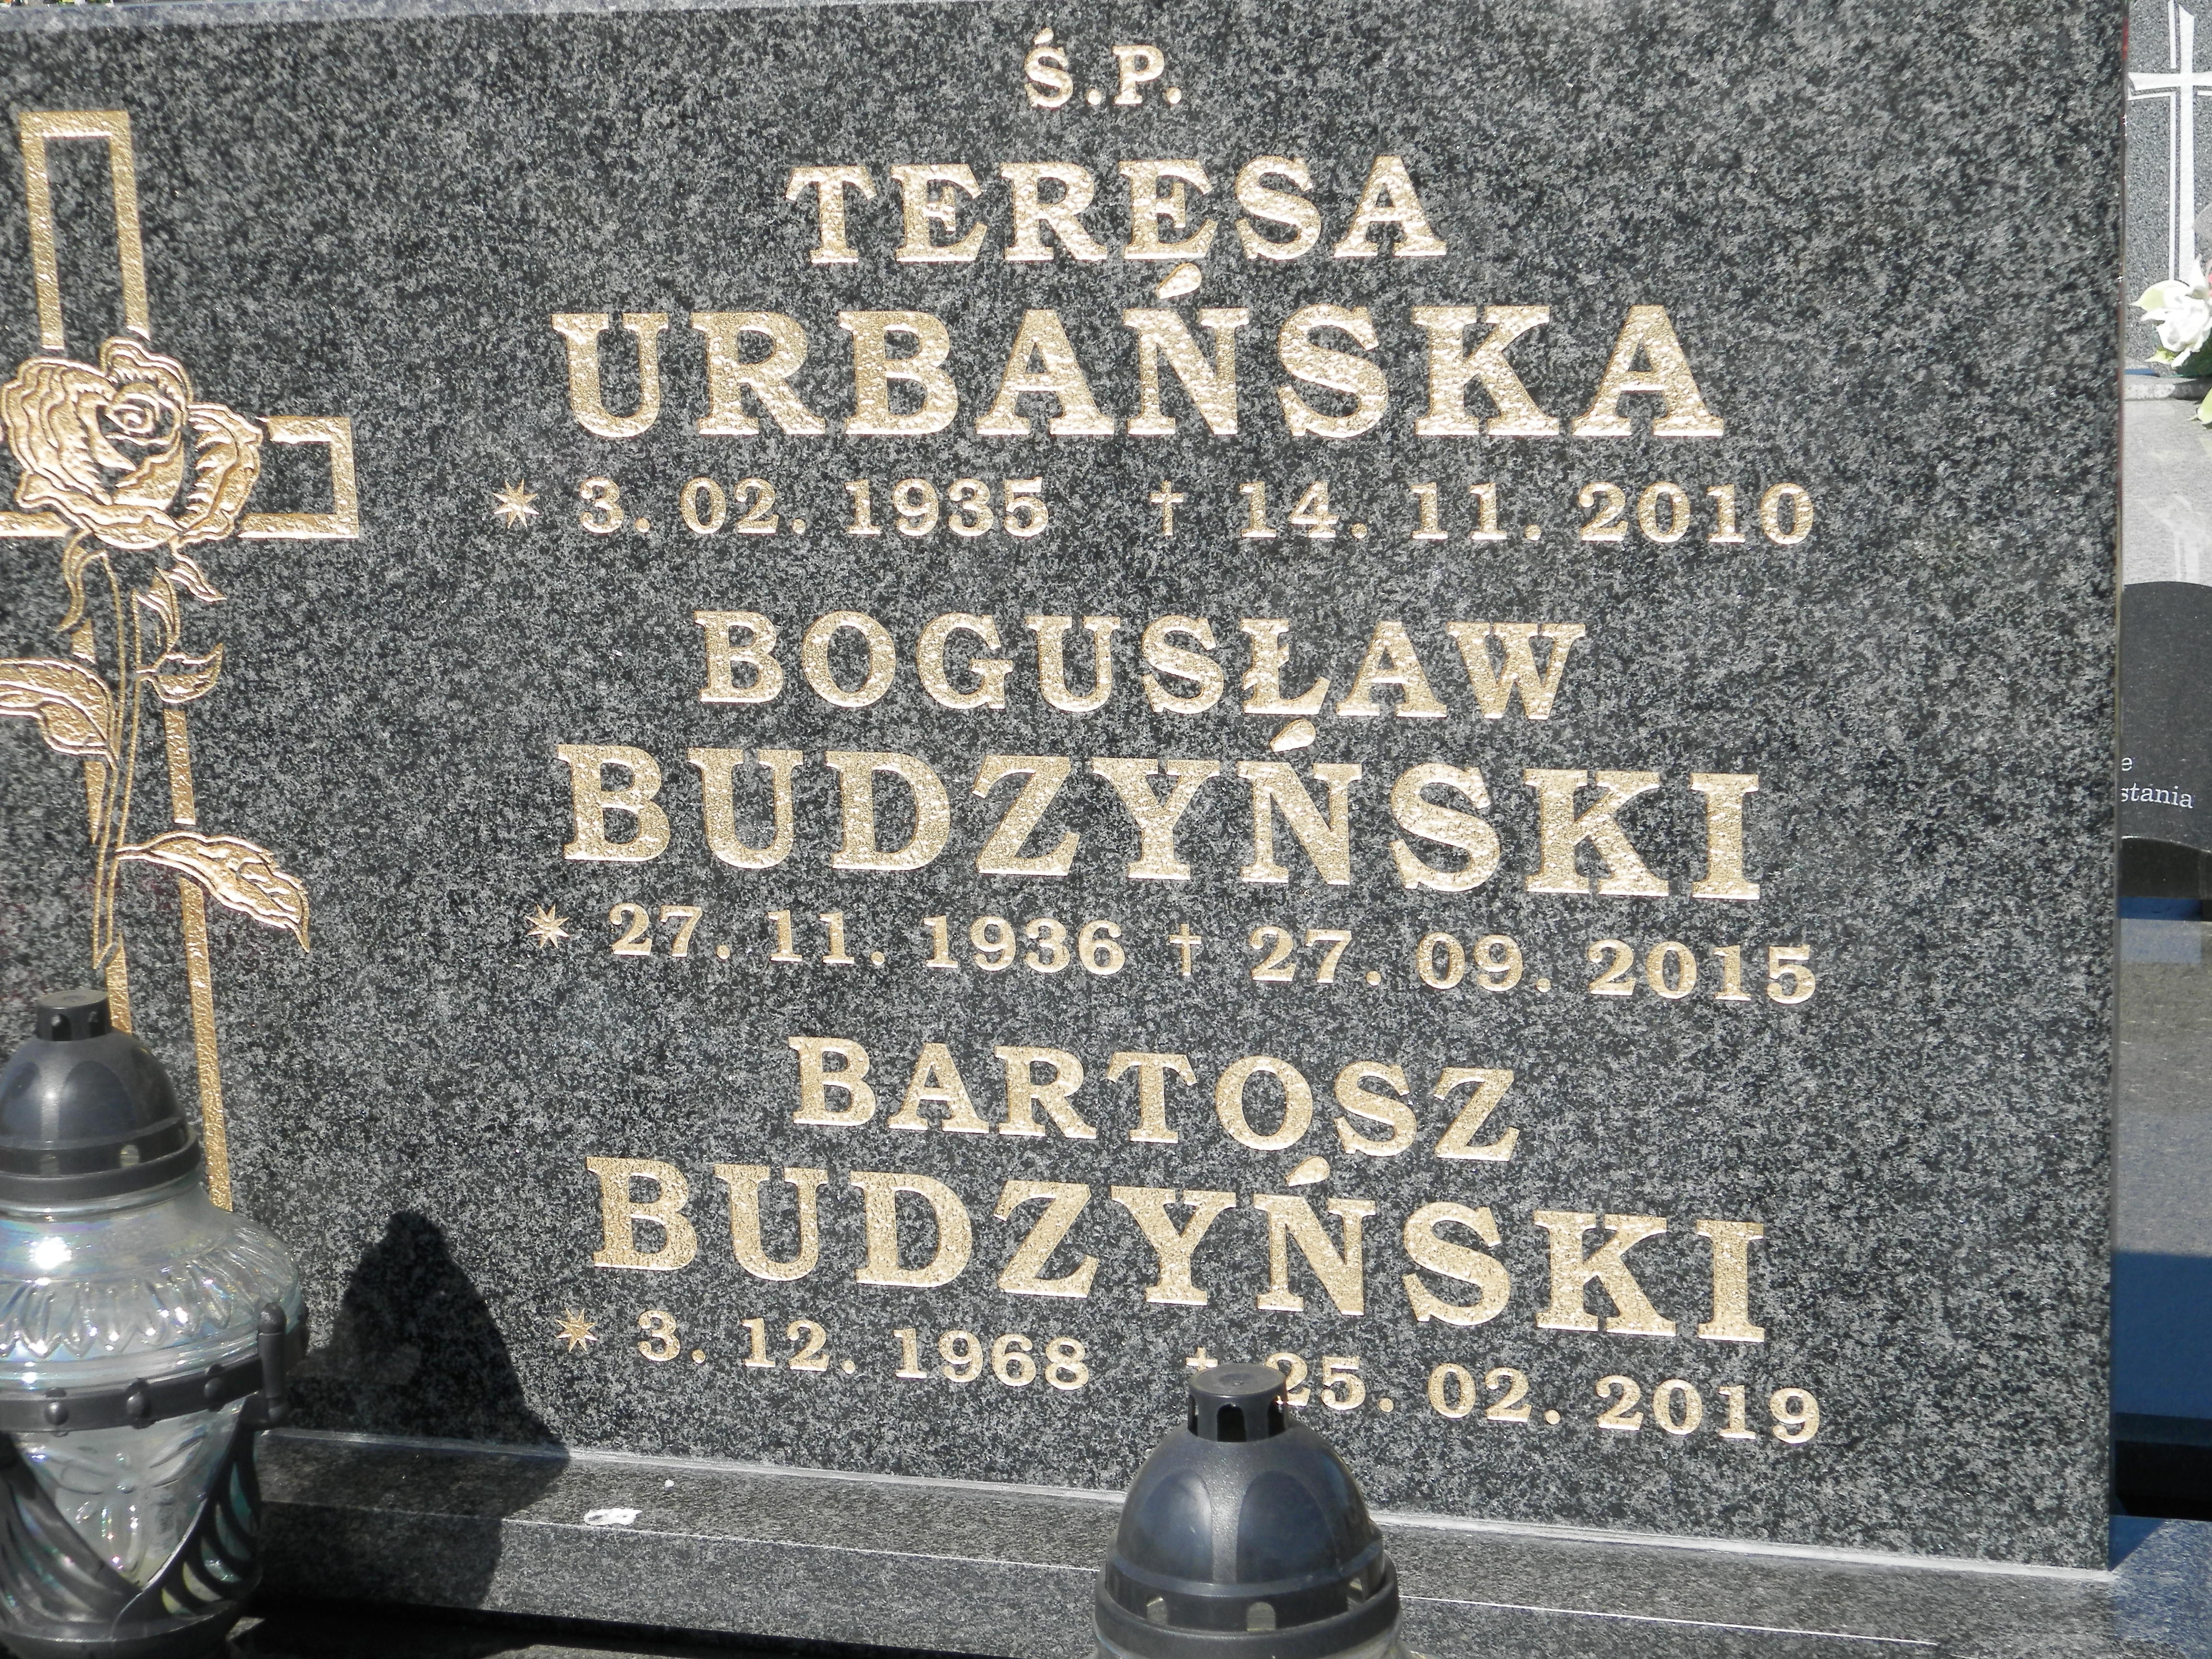 Ś.P.
TERESA
URBAŃSKA
* 3. 02. 1935 † 14. 11. 2010
BOGUSŁAW
BUDZYŃSKI
* 27. 11. 1936 † 27. 09. 2015
BARTOSZ
BUDZYŃSKI
* 3. 12. 1968 † 25. 02. 2019